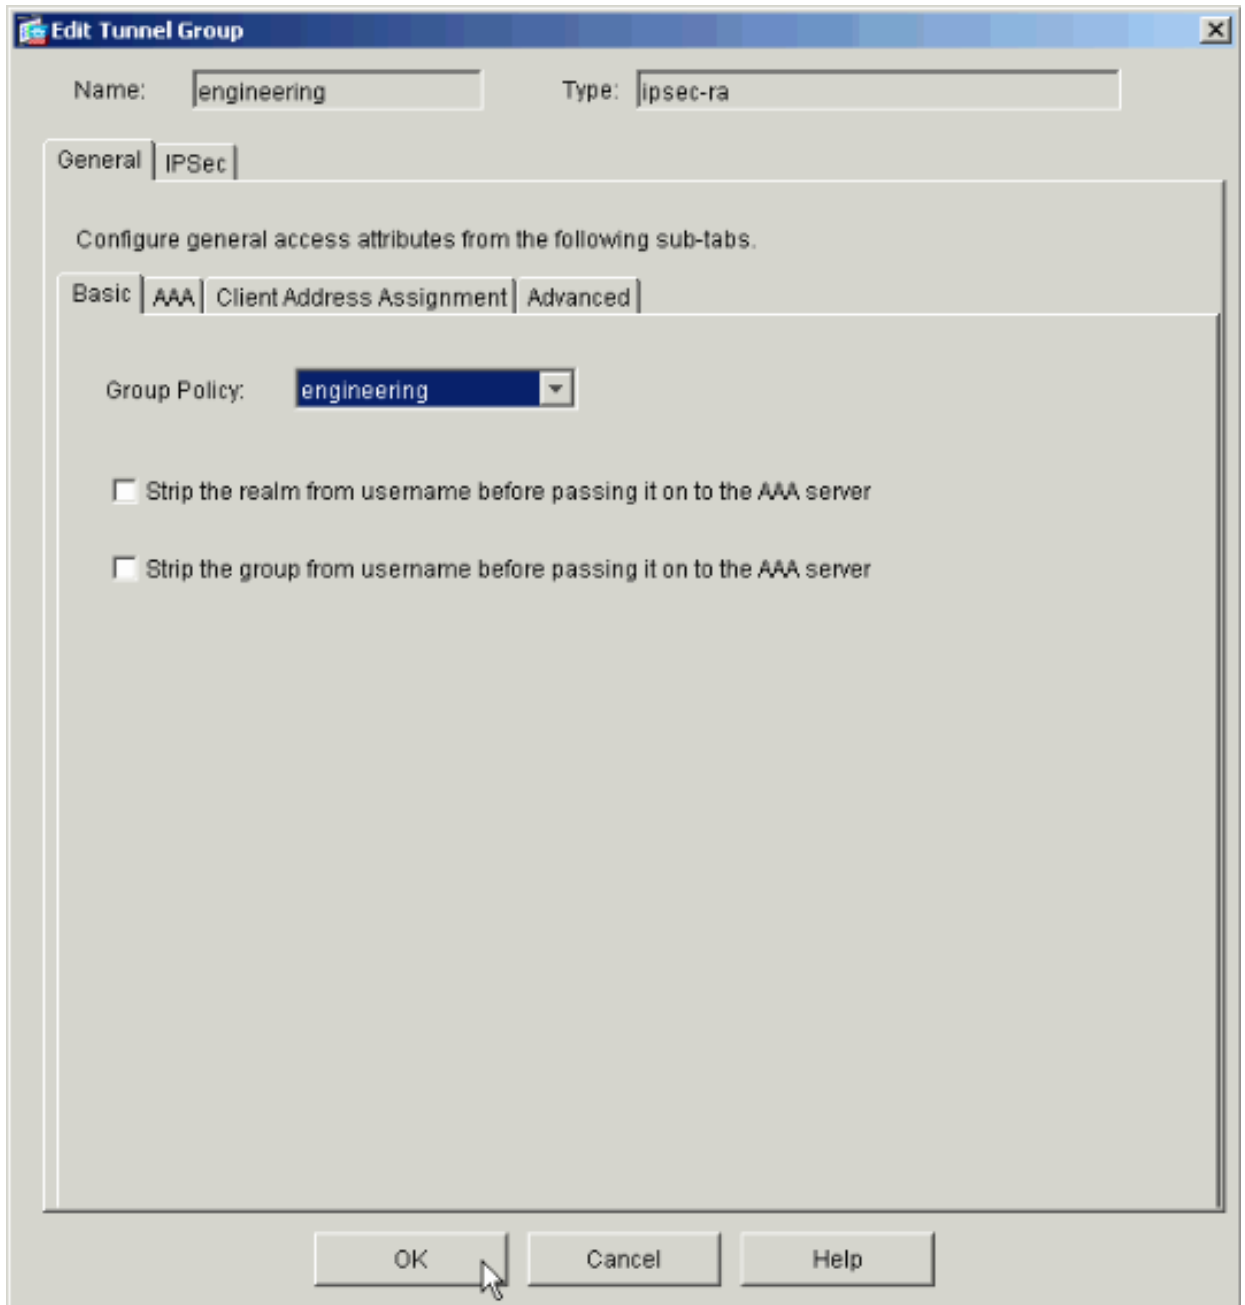 Edit Tunnel Group
Name: engineering Type: ipsec-ra
General IPSec
Configure general access attributes from the following sub-tabs.
Basic AAA Client Address Assignment Advanced
Group Policy: engineering
Strip the realm from username before passing it on to the AAA server
Strip the group from username before passing it on to the AAA server
OK Cancel Help